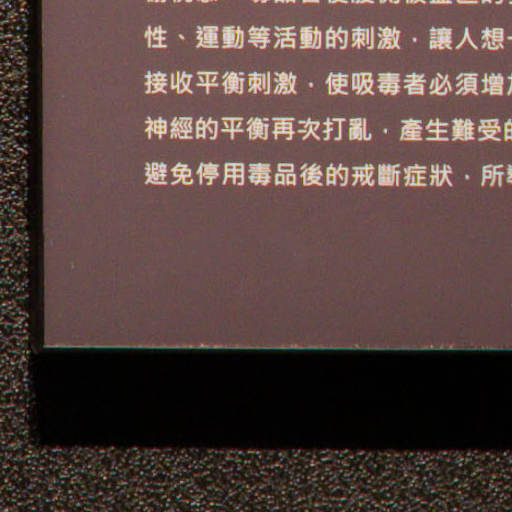 性、運動等活動的刺激，讓人想
接收平衡刺激，使吸毒者必須增加
神經的平衡再次打亂，產生難受的
避免停用毒品後的戒斷症狀，所